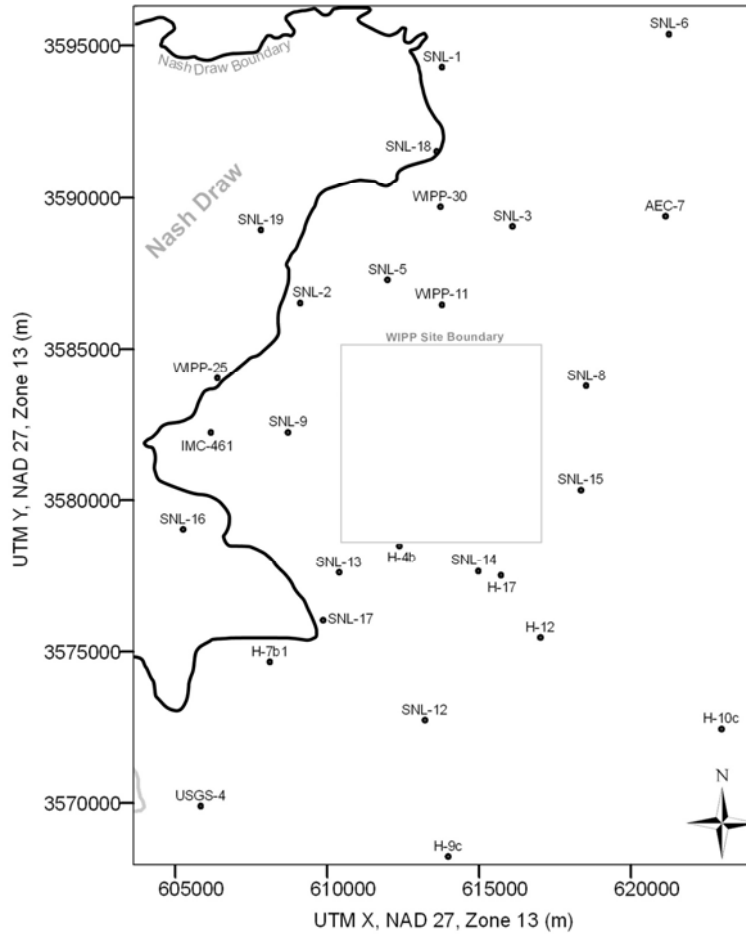 SNL-6
3595000
SNL-1
Nash Draw Boundary
SNL-18
3590000
WIPP-30
Nash Draw
SNL-19
SNL-3
AEC-7
SNL-5
SNL-2
WIPP-11
3585000
WIPP Site Boundary
WIPP-25
SNL-8
SNL-9
IMC-461
SNL-15
3580000
SNL-16
SNL-13
H-4b
SNL-14
H-17
SNL-17
H-12
3575000
H-7b1
SNL-12
H-10c
N
3570000
USGS-4
H-9c
UTM Y, NAD 27, Zone 13 (m)
605000 610000 615000 620000
UTM X, NAD 27, Zone 13 (m)